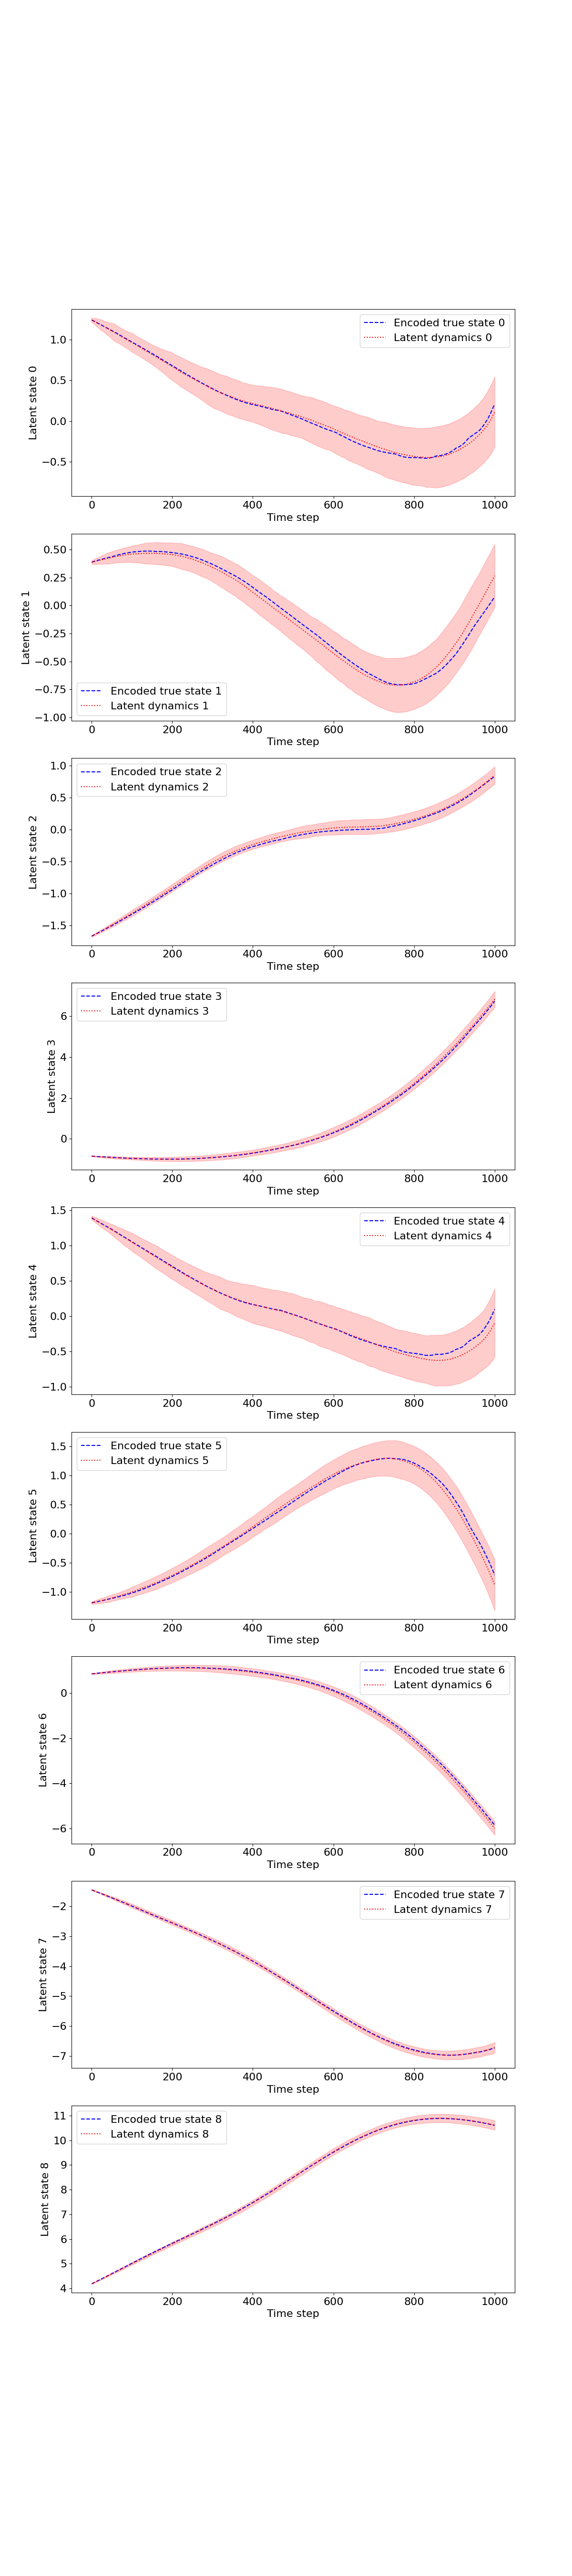 Encoded true state 0
Latent dynamics 0
1.0
0.5
0.0
−0.5
Latent state 0
0 200 400 600 800 1000
Time step
Encoded true state 1
Latent dynamics 1
0.50
0.25
0.00
−0.25
−0.50
−0.75
−1.00
Latent state 1
0 200 400 600 800 1000
Time step
Encoded true state 2
Latent dynamics 2
1.0
0.5
0.0
−0.5
−1.0
−1.5
Latent state 2
0 200 400 600 800 1000
Time step
Encoded true state 3
Latent dynamics 3
6
4
2
0
Latent state 3
0 200 400 600 800 1000
Time step
Encoded true state 4
Latent dynamics 4
1.5
1.0
0.5
0.0
−0.5
−1.0
Latent state 4
0 200 400 600 800 1000
Time step
Encoded true state 5
Latent dynamics 5
1.5
1.0
0.5
0.0
−0.5
−1.0
Latent state 5
0 200 400 600 800 1000
Time step
Encoded true state 6
Latent dynamics 6
0
−2
−4
−6
Latent state 6
0 200 400 600 800 1000
Time step
Encoded true state 7
Latent dynamics 7
−2
−3
−4
−5
−6
−7
Latent state 7
0 200 400 600 800 1000
Time step
Encoded true state 8
Latent dynamics 8
11
10
9
8
7
6
5
4
Latent state 8
0 200 400 600 800 1000
Time step